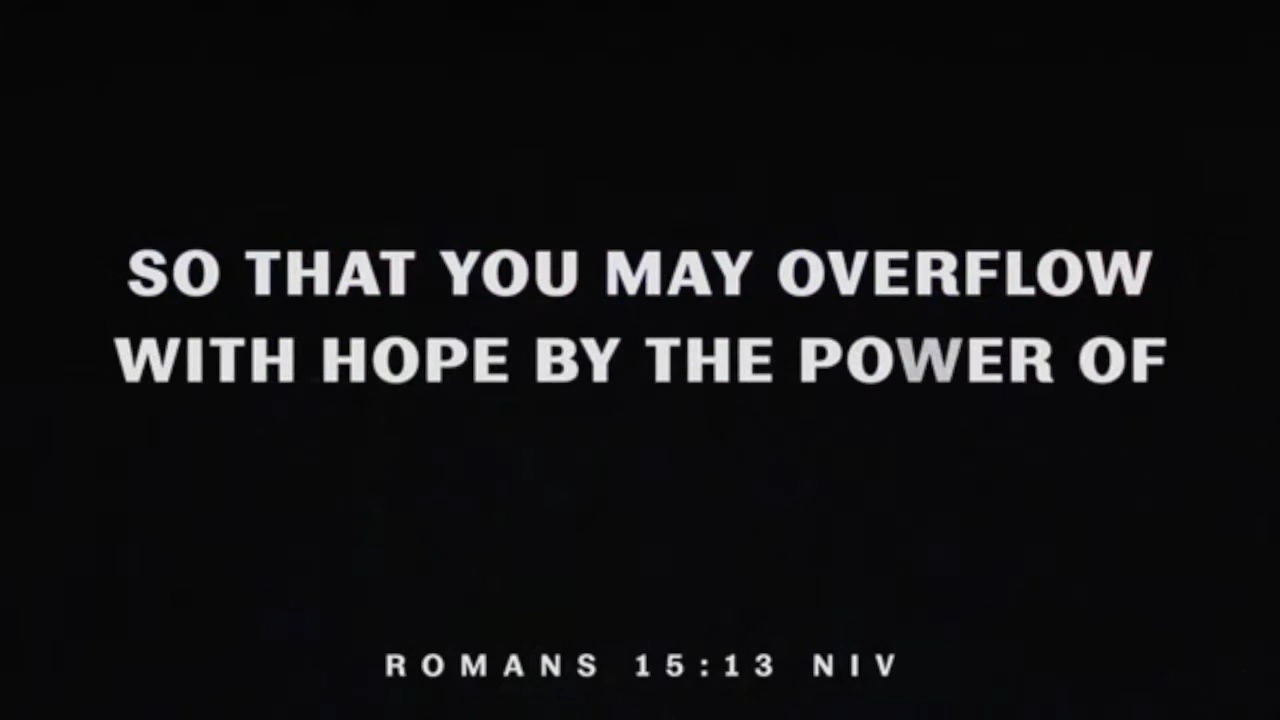 SO THAT YOU MAY OVERFLOW
WITH HOPE BY THE POWER OF
ROMANS 15:13 NIV